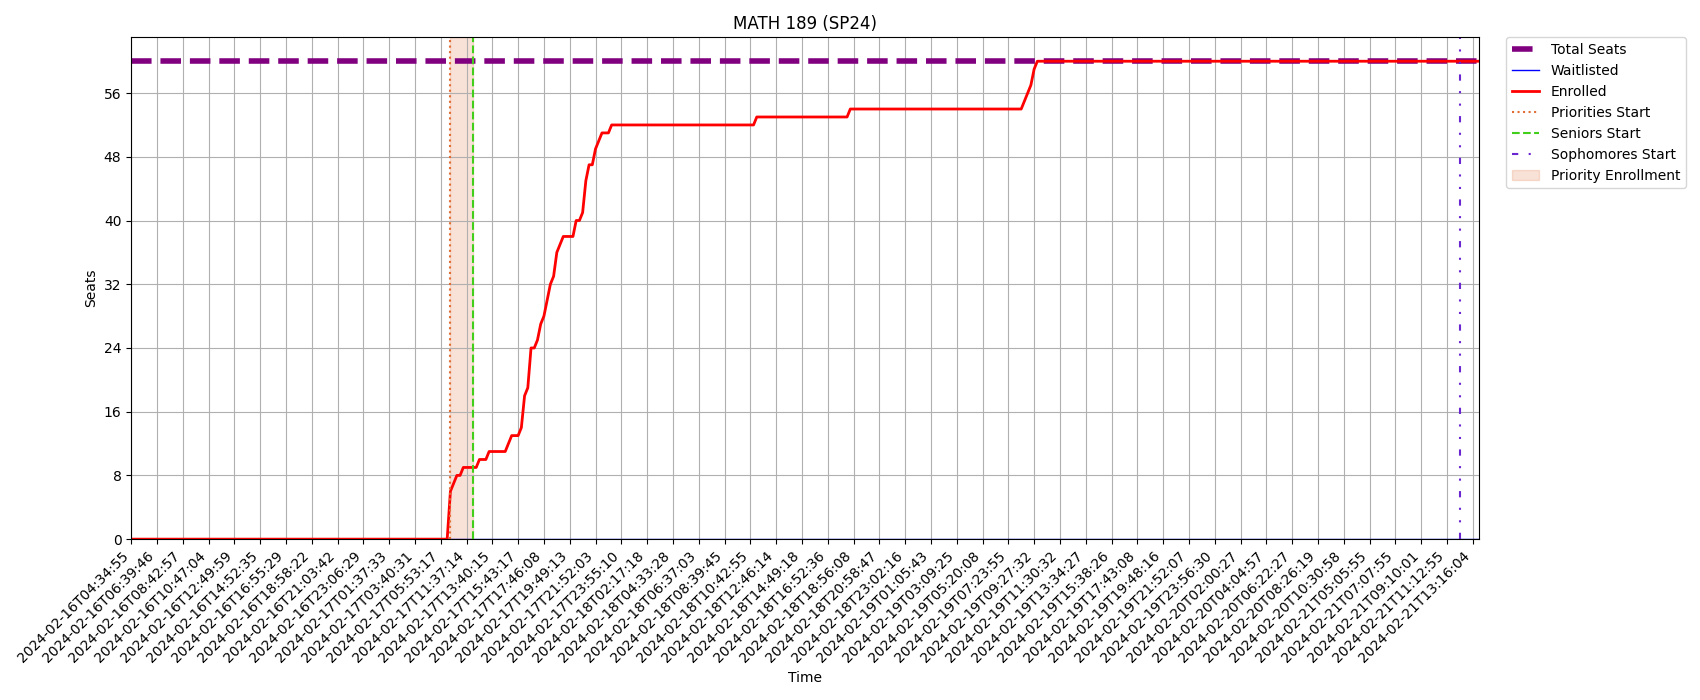 MATH 189 (SP24)
Total Seats
Waitlisted
Enrolled
Priorities Start
Seniors Start
Sophomores Start
Priority Enrollment
Seats
56
48
40
32
24
16
8
0
2024-02-16T04:34:55
2024-02-16T06:39:46
2024-02-16T08:42:57
2024-02-16T10:47:04
2024-02-16T12:49:59
2024-02-16T14:52:35
2024-02-16T16:55:29
2024-02-16T18:58:22
2024-02-16T21:03:42
2024-02-16T23:06:29
2024-02-17T01:37:33
2024-02-17T03:40:31
2024-02-17T05:53:17
2024-02-17T11:37:14
2024-02-17T13:40:15
2024-02-17T15:43:17
2024-02-17T17:46:08
2024-02-17T19:49:13
2024-02-17T21:52:03
2024-02-17T23:55:10
2024-02-18T02:17:18
2024-02-18T04:33:28
2024-02-18T06:37:03
2024-02-18T08:39:45
2024-02-18T10:42:55
2024-02-18T12:46:14
2024-02-18T14:49:18
2024-02-18T16:52:36
2024-02-18T18:56:08
2024-02-18T20:58:47
2024-02-18T23:02:16
2024-02-19T01:05:43
2024-02-19T03:09:25
2024-02-19T05:20:08
2024-02-19T07:23:55
2024-02-19T09:27:32
2024-02-19T11:30:32
2024-02-19T13:34:27
2024-02-19T15:38:26
2024-02-19T17:43:08
2024-02-19T19:48:16
2024-02-19T21:52:07
2024-02-19T23:56:30
2024-02-20T02:00:27
2024-02-20T04:04:57
2024-02-20T06:22:27
2024-02-20T08:26:19
2024-02-20T10:30:58
2024-02-21T05:05:55
2024-02-21T07:07:55
2024-02-21T09:10:01
2024-02-21T11:12:55
2024-02-21T13:16:04
Time